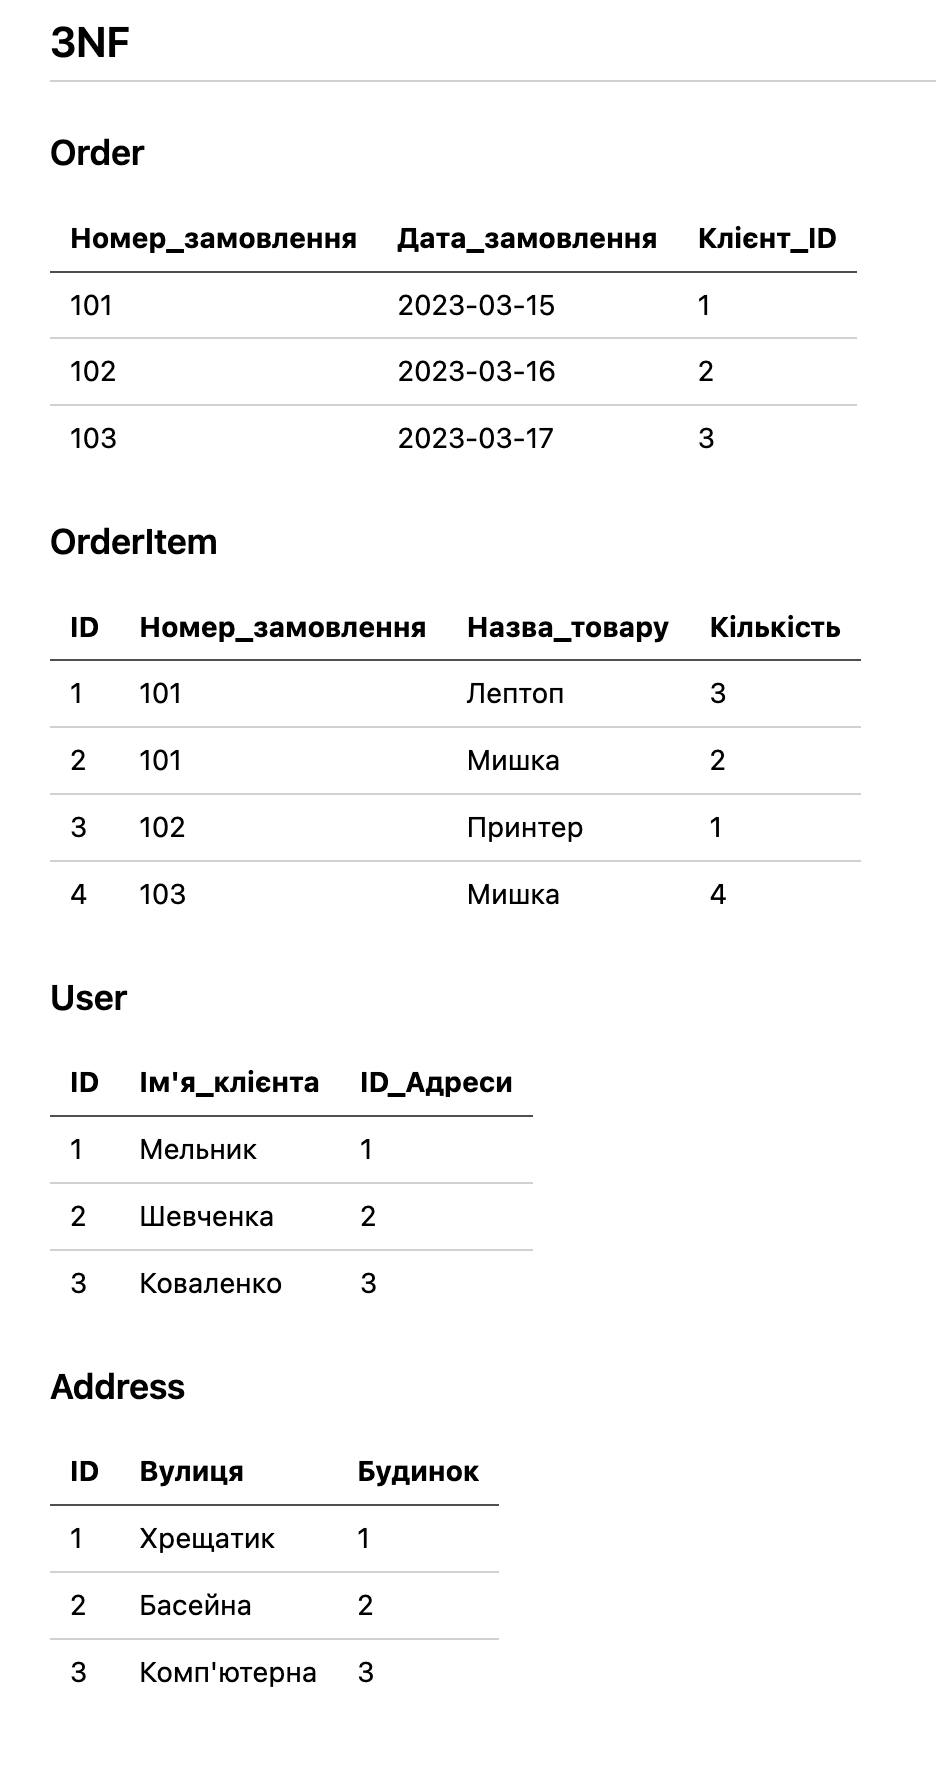 3NF
Order
Номер_замовлення Дата_замовлення Клієнт_ID
101 2023-03-15 1
102 2023-03-16 2
103 2023-03-17 3
OrderItem
ID Номер_замовлення Назва_товару Кількість
1 101 Лептоп 3
2 101 Мишка 2
3 102 Принтер 1
4 103 Мишка 4
User
ID Ім'я_клієнта ID_Адреси
1 Мельник 1
2 Шевченка 2
3 Коваленко 3
Address
ID Вулиця Будинок
1 Хрещатик 1
2 Басейна 2
3 Комп'ютерна 3